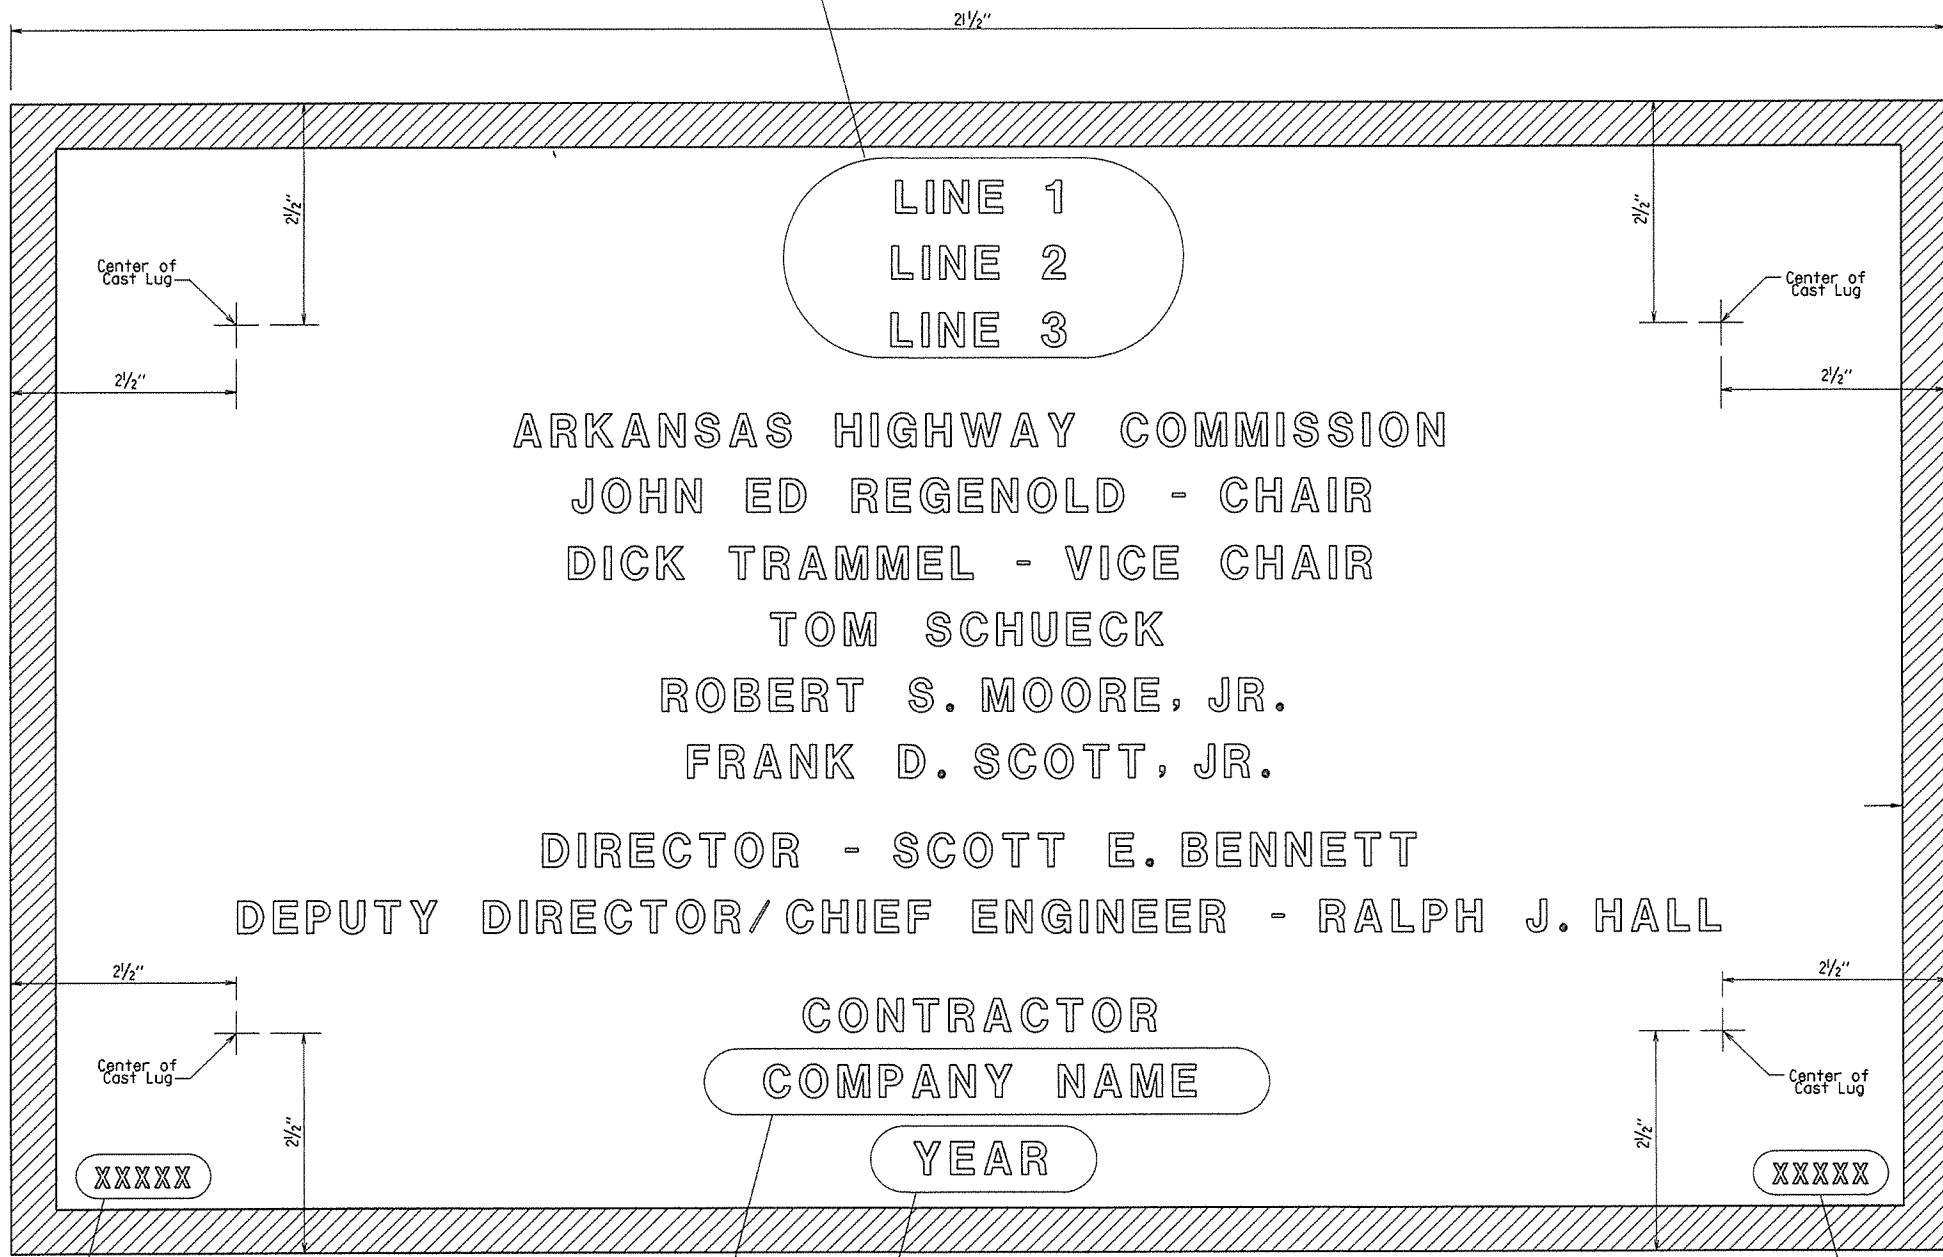 21½"
2½"
2½"
Center of
Cast Lug
Center of
Cast Lug
2½"
2½"
LINE 1
LINE 2
LINE 3
ARKANSAS HIGHWAY COMMISSION
JOHN ED REGENOLD - CHAIR
DICK TRAMMEL - VICE CHAIR
TOM SCHUECK
ROBERT S. MOORE, JR.
FRANK D. SCOTT, JR.
DIRECTOR - SCOTT E. BENNETT
DEPUTY DIRECTOR/CHIEF ENGINEER - RALPH J. HALL
2½"
2½"
CONTRACTOR
COMPANY NAME
YEAR
Center of
Cast Lug
Center of
Cast Lug
2½"
2½"
XXXXX
XXXXX